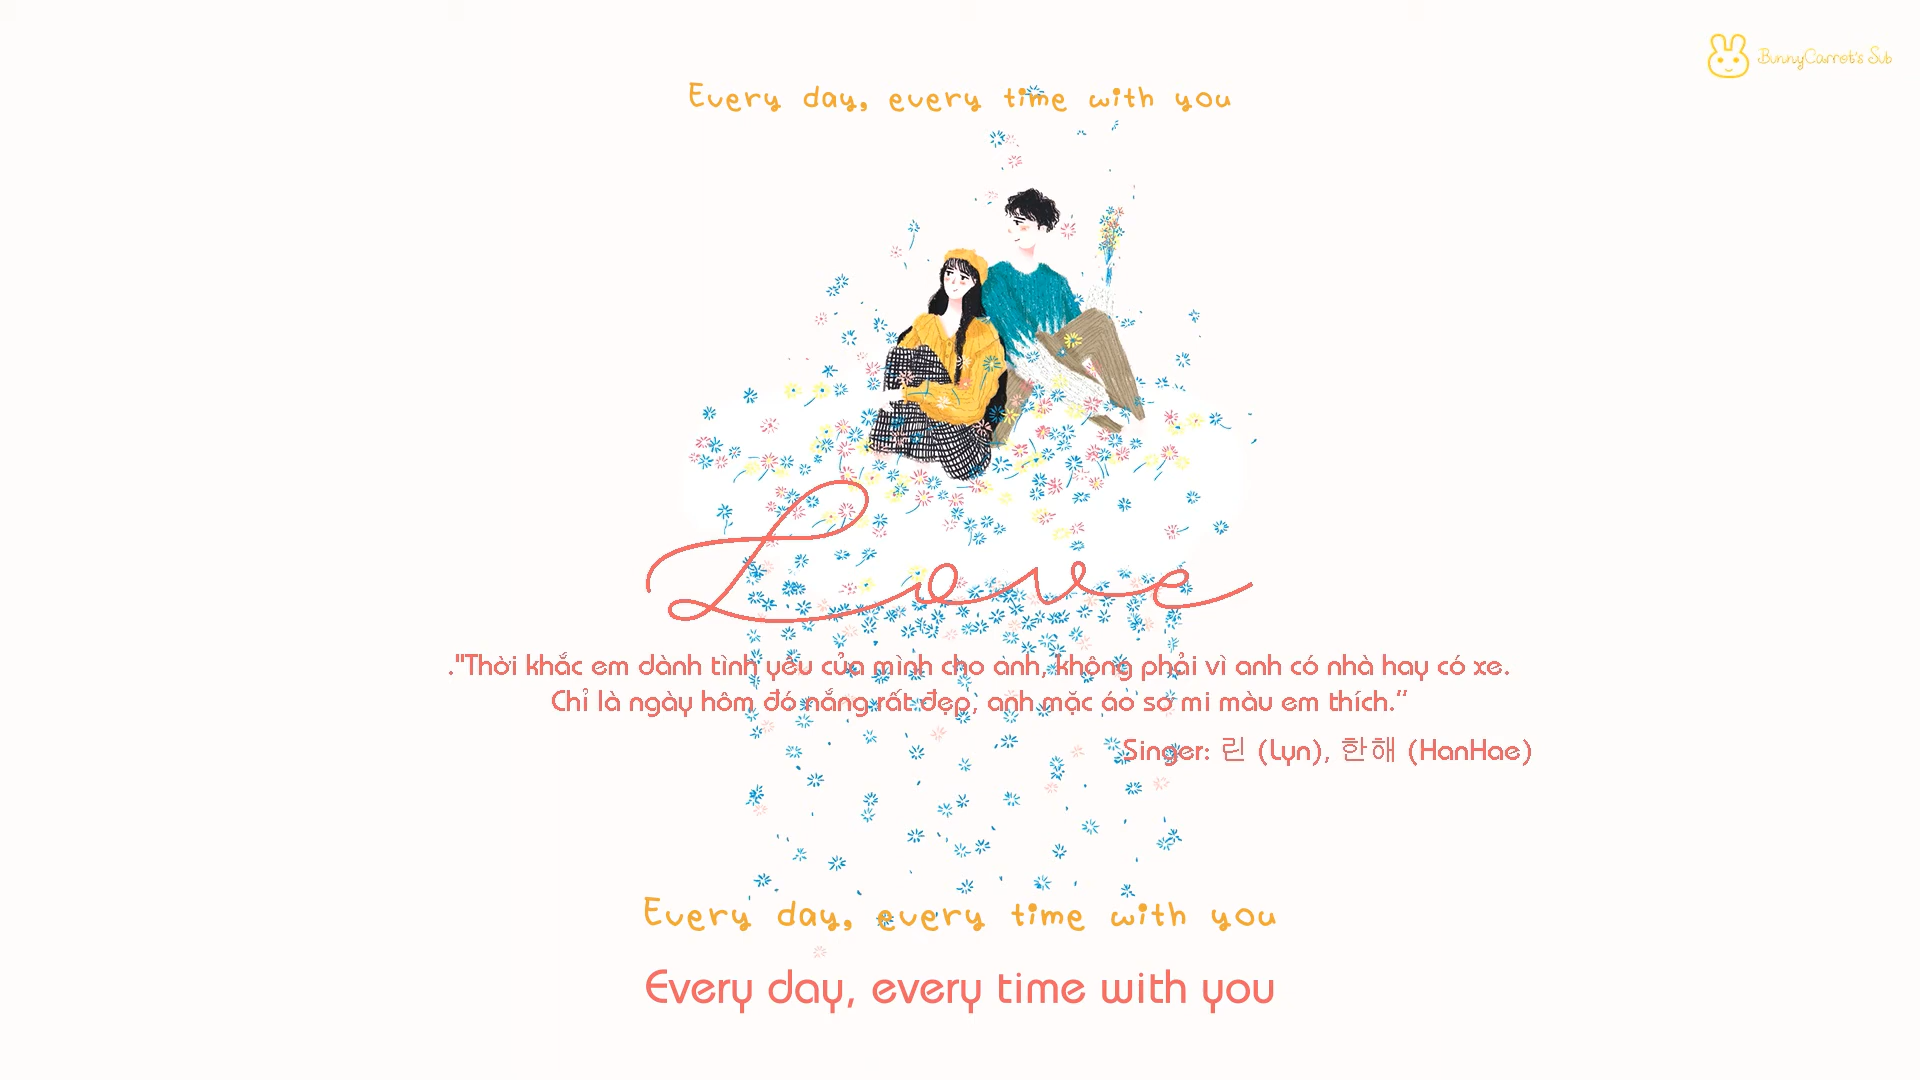 BunnyCarrot's Sub
Every day, every time with you
Love
."Thời khắc em dành tình yêu của mình cho anh, không phải vì anh có nhà hay có xe.
Chỉ là ngày hôm đó nắng rất đẹp, anh mặc áo sơ mi màu em thích.”
Singer: 린 (Lyn), 한해 (HanHae)
Every day, every time with you
Every day, every time with you